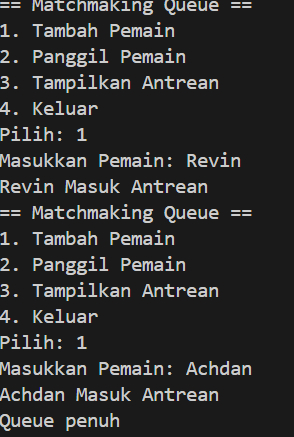 == Matchmaking Queue ==
1. Tambah Pemain
2. Panggil Pemain
3. Tampilkan Antrean
4. Keluar
Pilih: 1
Masukkan Pemain: Revin
Revin Masuk Antrean
== Matchmaking Queue ==
1. Tambah Pemain
2. Panggil Pemain
3. Tampilkan Antrean
4. Keluar
Pilih: 1
Masukkan Pemain: Achdan
Achdan Masuk Antrean
Queue penuh